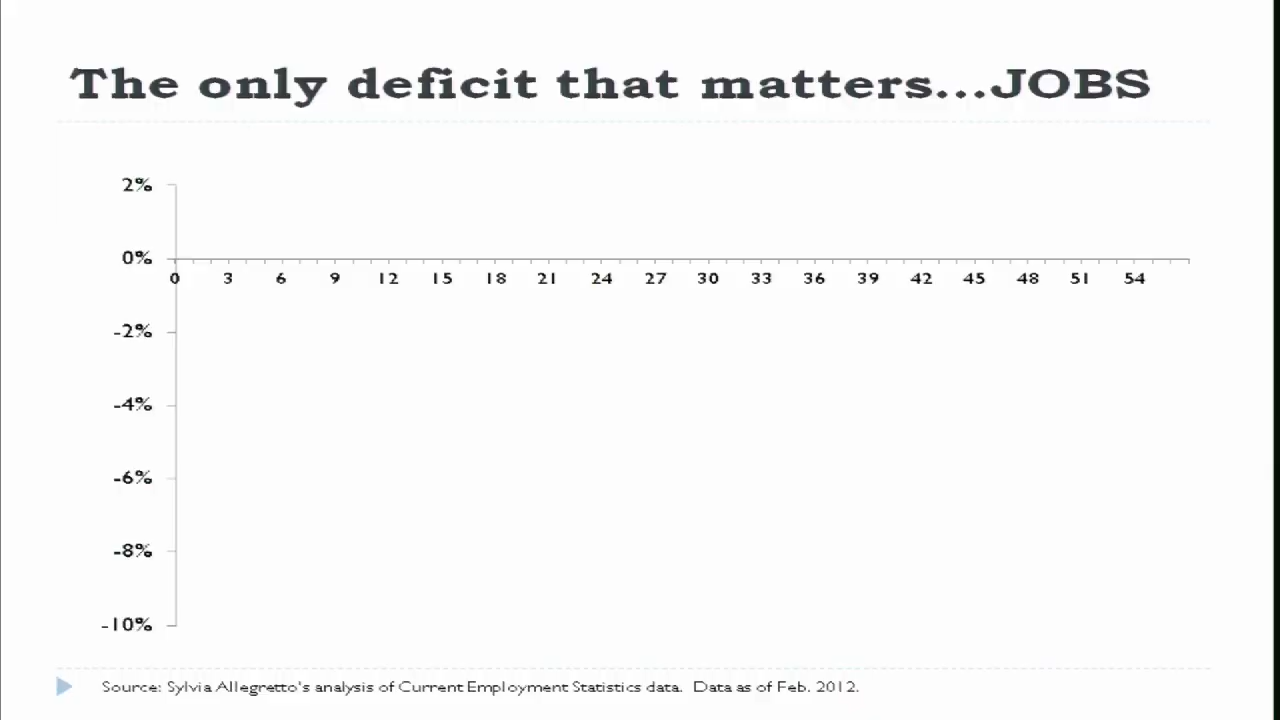 The only deficit that matters...JOBS
2%
0%
0 3 6 9 12 15 18 21 24 27 30 33 36 39 42 45 48 51 54
-2%
-4%
-6%
-8%
-10%
Source: Sylvia Allegretto's analysis of Current Employment Statistics data. Data as of Feb. 2012.